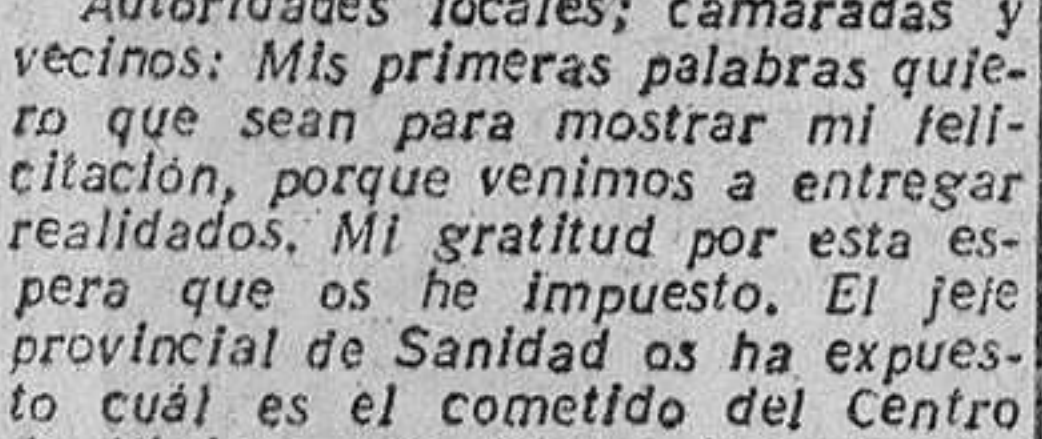 Autoridades locales; camaradas y
vecinos: Mis primeras palabras quie-
ro que sean para mostrar mi feli-
citación, porque venimos a entregar
realidados. Mi gratitud por esta es-
pera que os he impuesto. El jefe
provincial de Sanidad os ha expues-
to cuál es el cometido del Centro